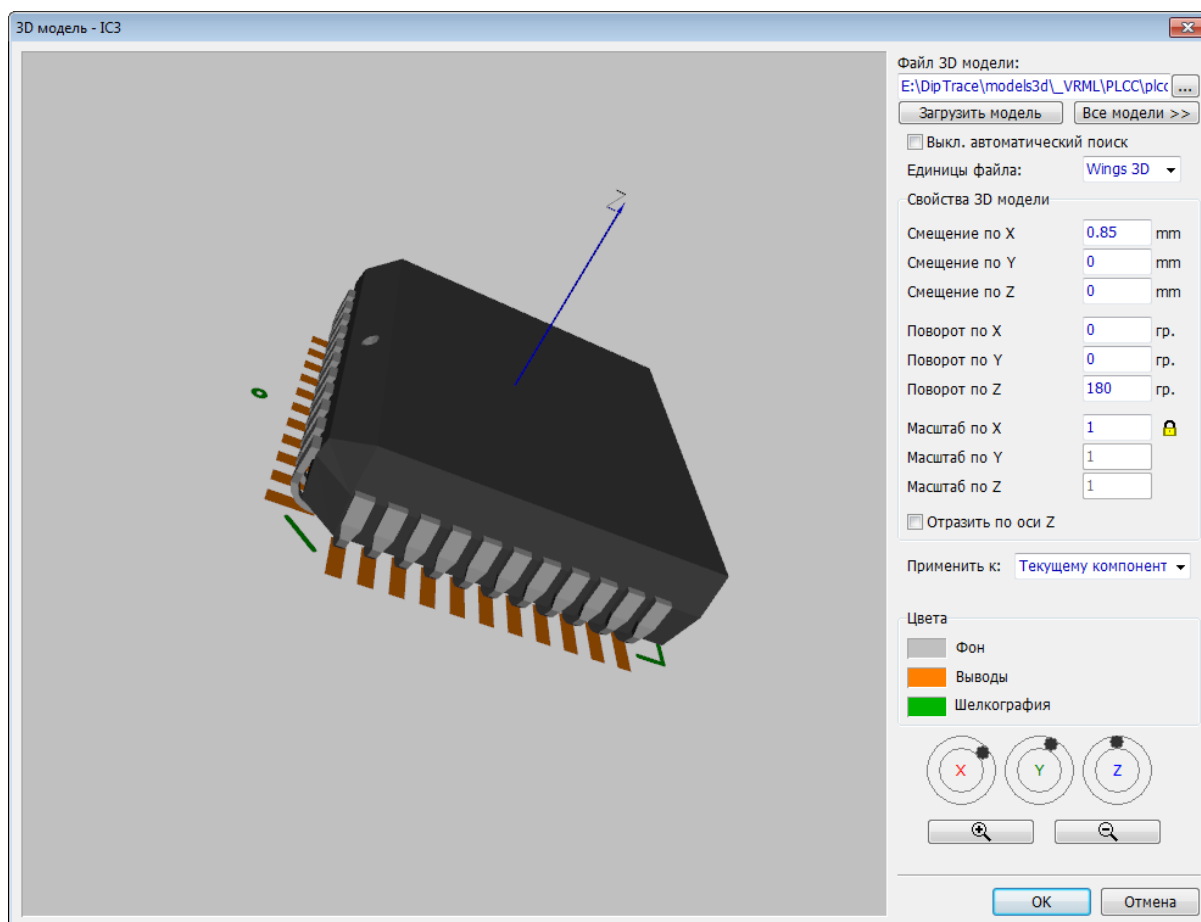 3D модель - IC3
Файл 3D модели:
E:\DipTrace\models3d\_VRML\PLCC\plcc
...
Загрузить модель
Все модели >>
Выкл. автоматический поиск
Единицы файла: Wings 3D
Свойства 3D модели
Смещение по X 0.85 mm
Смещение по Y 0 mm
Смещение по Z 0 mm
Поворот по X 0 гр.
Поворот по Y 0 гр.
Поворот по Z 180 гр.
Масштаб по X 1
Масштаб по Y 1
Масштаб по Z 1
Отразить по оси Z
Применить к: Текущему компонент
Цвета
Фон
Выводы
Шелкография
X Y Z
OK Отмена
Z